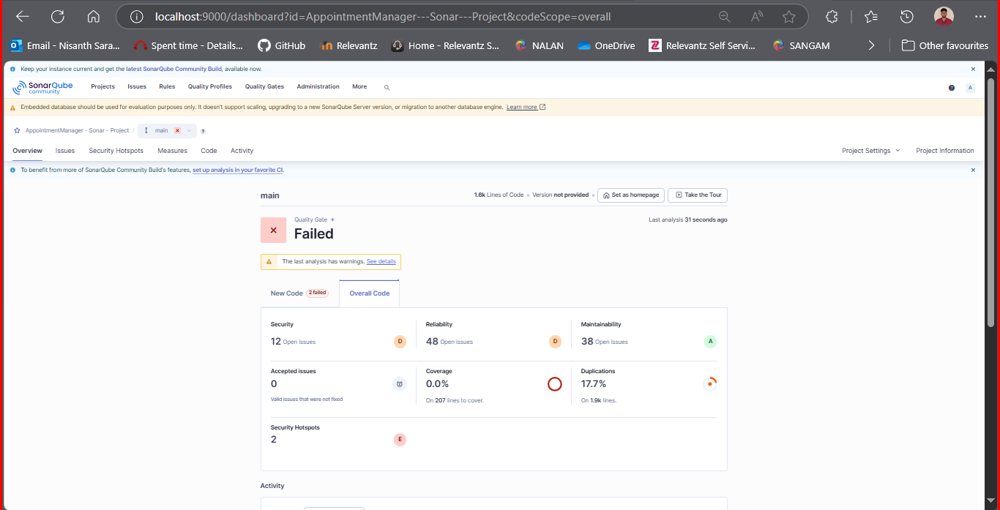 localhost:9000/dashboard?id=AppointmentManager---Sonar---Project&codeScope=overall
Email - Nisanth Sara... Spent time - Details... GitHub Relevantz Home - Relevantz S... NALAN OneDrive Relevantz Self Servi... SANGAM Other favourites
Keep your instance current and get the latest SonarQube Community Build, available now.
SonarQube community Projects Issues Rules Quality Profiles Quality Gates Administration More A
Embedded database should be used for evaluation purposes only. It doesn't support scaling, upgrading to a new SonarQube Server version, or migration to another database engine. Learn more
AppointmentManager - Sonar - Project / main
Overview Issues Security Hotspots Measures Code Activity Project Settings Project Information
To benefit from more of SonarQube Community Build's features, set up analysis in your favorite CI.
main 1.6k Lines of Code Version not provided Set as homepage Take the Tour
Quality Gate Last analysis 31 seconds ago
Failed
The last analysis has warnings. See details
New Code 2 failed Overall Code
Security Reliability Maintainability
12 Open issues D 48 Open issues D 38 Open issues A
Accepted issues Coverage Duplications
0 0.0% 17.7%
Valid issues that were not fixed On 207 lines to cover. On 1.9k lines.
Security Hotspots
2 E
Activity